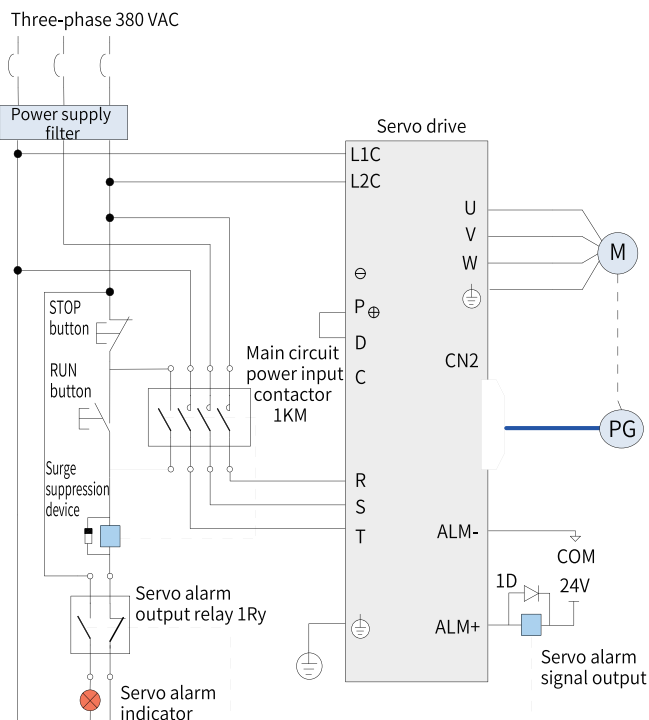 Three-phase 380 VAC
Power supply
filter
Servo drive
L1C
L2C
U
V
W
P
D
C
CN2
M
PG
STOP
button
RUN
button
Main circuit
power input
contactor
1KM
Surge
suppression
device
R
S
T
ALM-
COM
1D
24V
ALM+
Servo alarm
output relay 1Ry
Servo alarm
signal output
Servo alarm
indicator